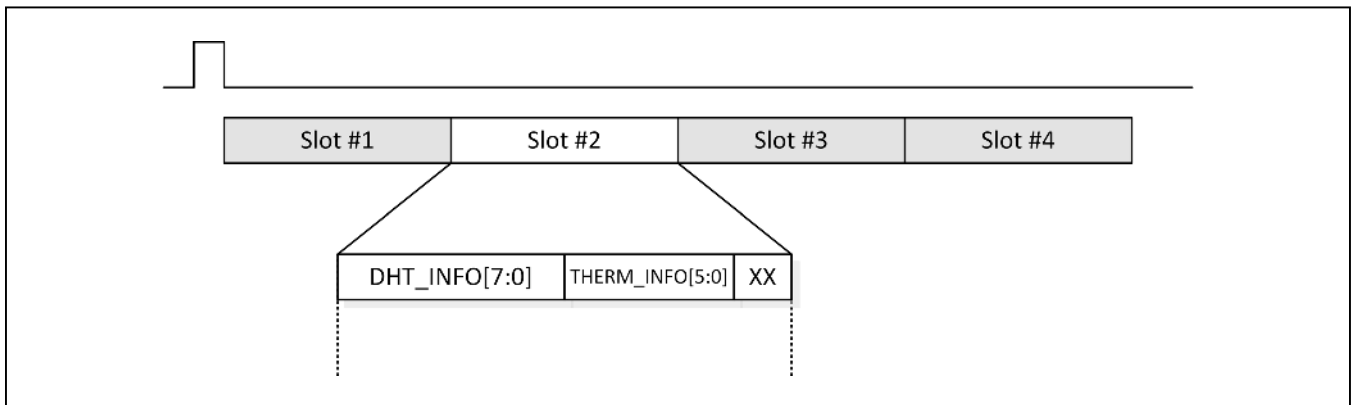 Slot #1 Slot #2 Slot #3 Slot #4
DHT_INFO[7:0] THERM_INFO[5:0] XX